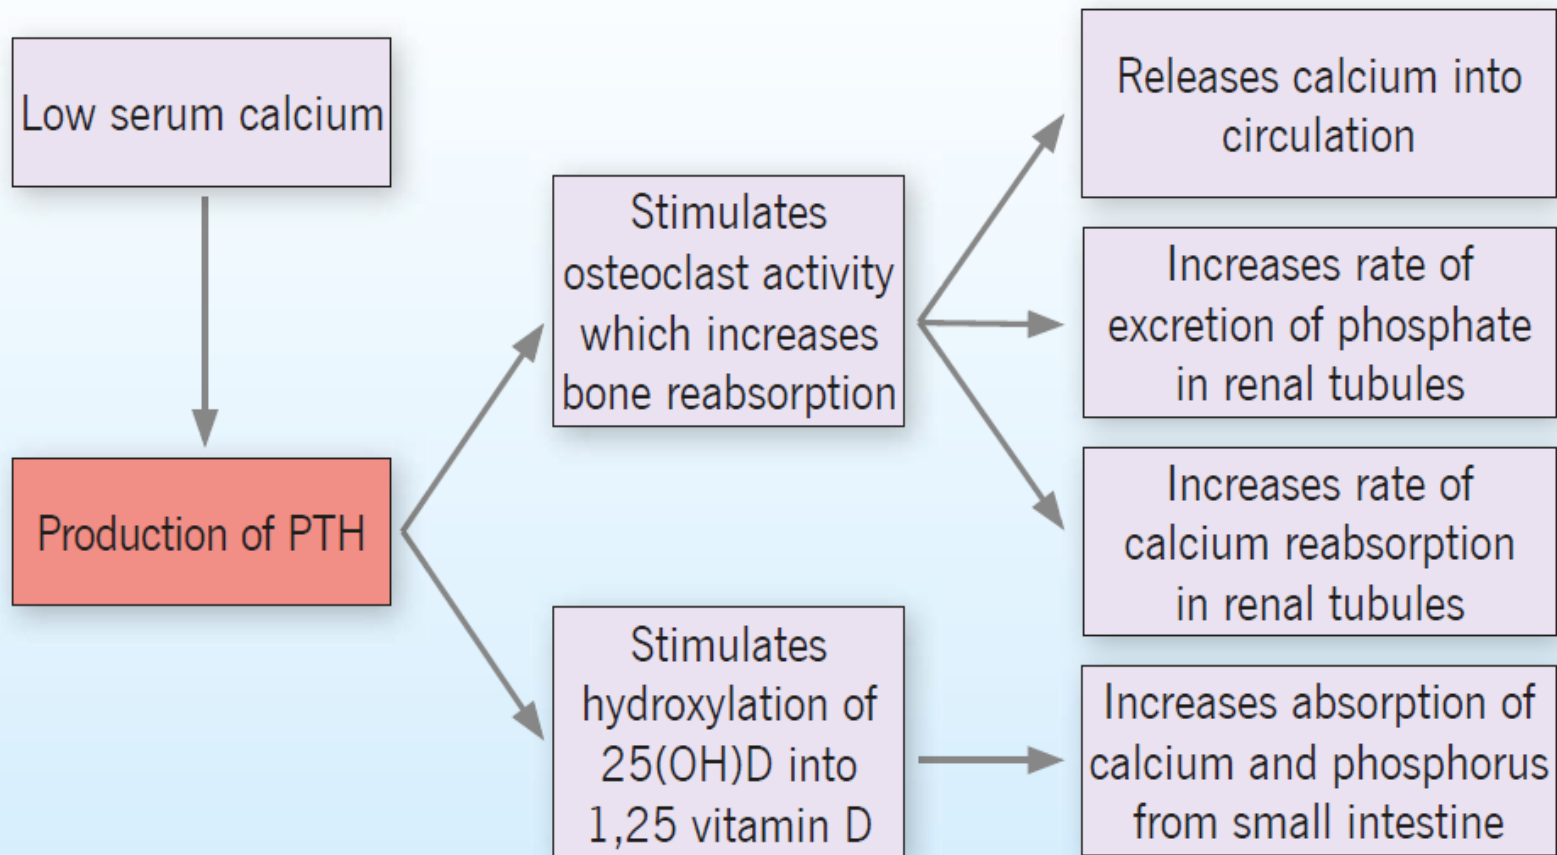 Low serum calcium
Production of PTH
Stimulates
osteoclast activity
which increases
bone reabsorption
Stimulates
hydroxylation of
25(OH)D into
1,25 vitamin D
Releases calcium into
circulation
Increases rate of
excretion of phosphate
in renal tubules
Increases rate of
calcium reabsorption
in renal tubules
Increases absorption of
calcium and phosphorus
from small intestine